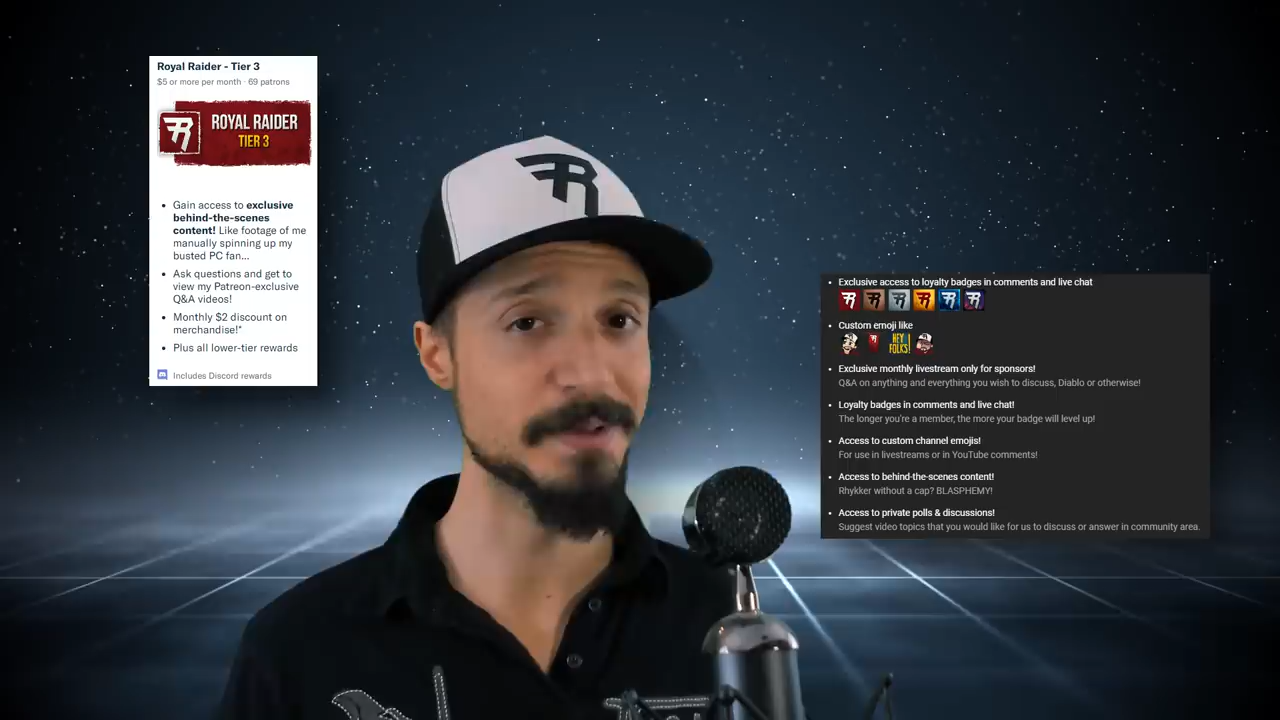 Royal Raider - Tier 3
$5 or more per month · 69 patrons
ROYAL RAIDER
TIER 3
• Gain access to exclusive
behind-the-scenes
content! Like footage of me
manually spinning up my
busted PC fan...
• Ask questions and get to
view my Patreon-exclusive
Q&A videos!
• Monthly $2 discount on
merchandise!*
• Plus all lower-tier rewards
Includes Discord rewards
• Exclusive access to loyalty badges in comments and live chat
• Custom emoji like
HEY
FOLKS!
• Exclusive monthly livestream only for sponsors!
Q&A on anything and everything you wish to discuss, Diablo or otherwise!
• Loyalty badges in comments and live chat!
The longer you're a member, the more your badge will level up!
• Access to custom channel emojis!
For use in livestreams or in YouTube comments!
• Access to behind-the-scenes content!
Rhykker without a cap? BLASPHEMY!
• Access to private polls & discussions!
Suggest video topics that you would like for us to discuss or answer in community area.